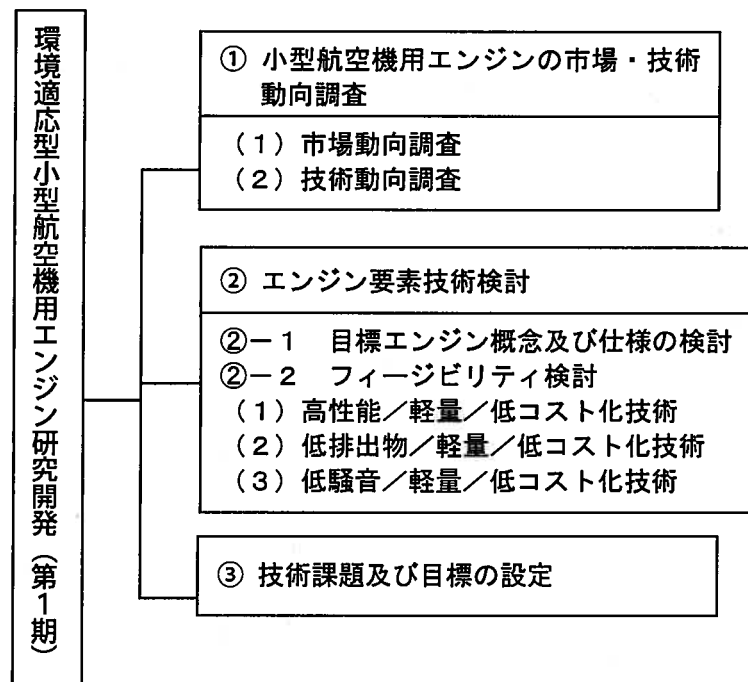 環境適応型小型航空機用エンジン研究開発（第1期）
① 小型航空機用エンジンの市場・技術
動向調査
（１）市場動向調査
（２）技術動向調査
② エンジン要素技術検討
②－１　目標エンジン概念及び仕様の検討
②－２　フィージビリティ検討
（１）高性能／軽量／低コスト化技術
（２）低排出物／軽量／低コスト化技術
（３）低騒音／軽量／低コスト化技術
③ 技術課題及び目標の設定